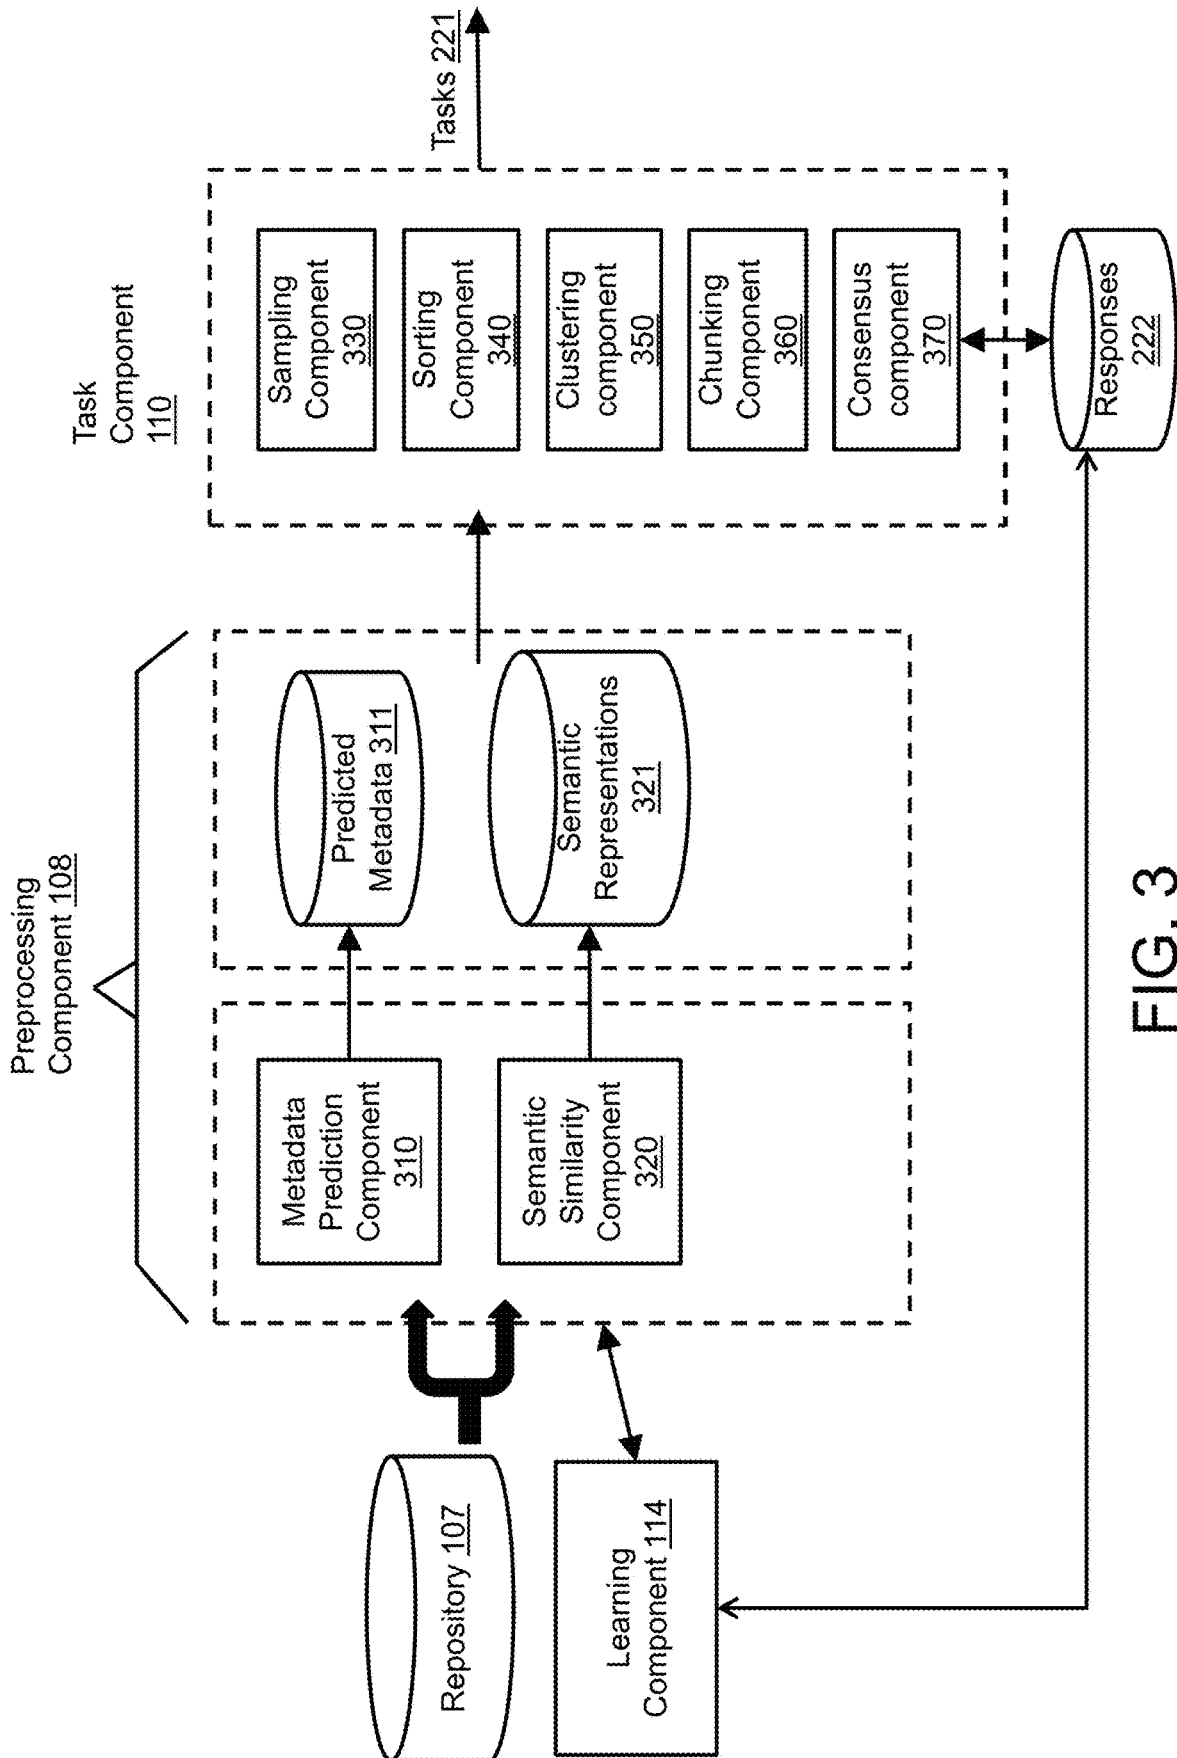 Preprocessing
Component 108
Task
Component
110
Repository 107
Learning
Component 114
Metadata
Prediction
Component
310
Semantic
Similarity
Component
320
Predicted
Metadata 311
Semantic
Representations
321
Sampling
Component
330
Sorting
Component
340
Clustering
component
350
Chunking
Component
360
Consensus
component
370
Tasks 221
Responses
222
FIG. 3